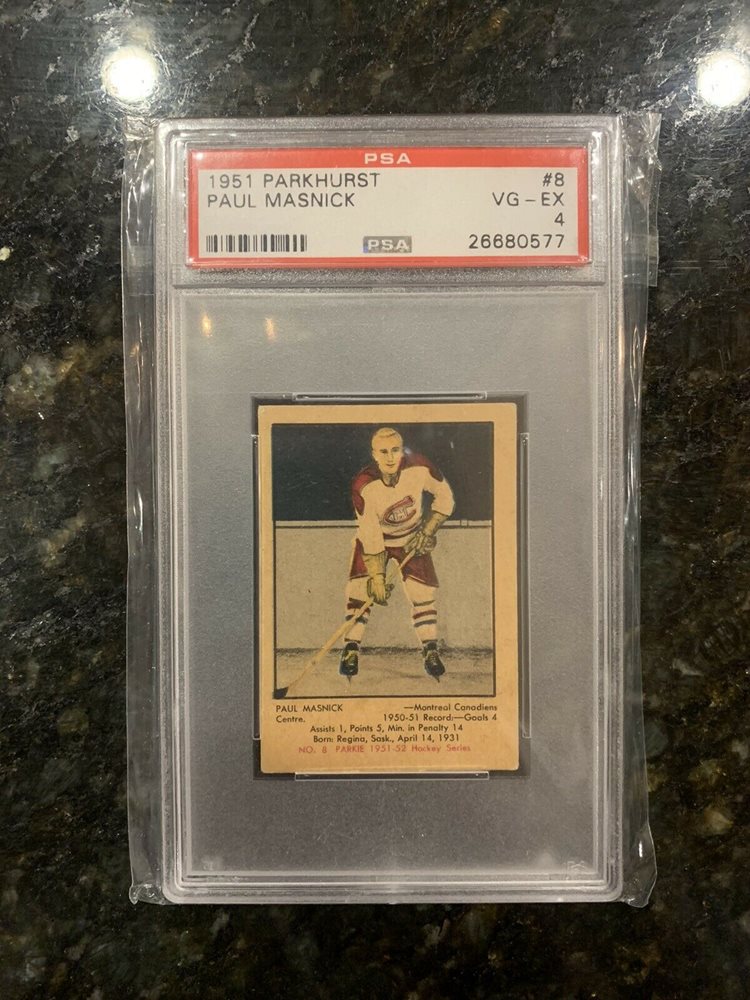 PSA
1951 PARKHURST #8
PAUL MASNICK VG - EX
4
PSA 26680577
CH
PAUL MASNICK —Montreal Canadiens
Centre. 1950-51 Record:—Goals 4
Assists 1, Points 5, Min. in Penalty 14
Born: Regina, Sask., April 14, 1931
NO. 8 PARKIE 1951-52 Hockey Series